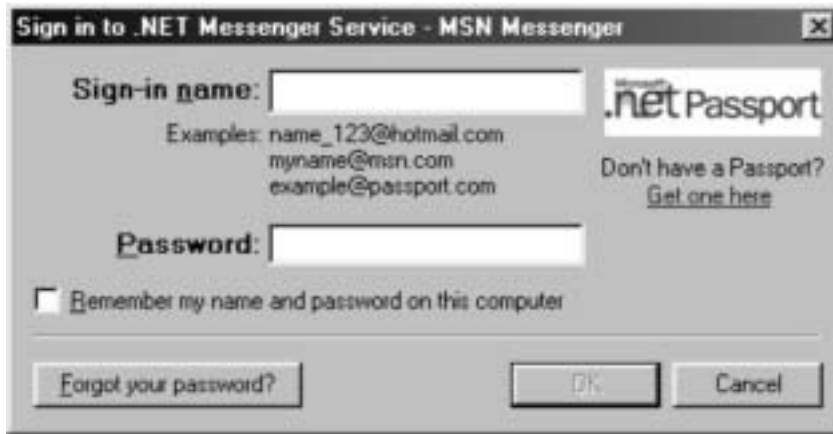 Sign in to .NET Messenger Service - MSN Messenger
Sign-in name:
Examples: name_123@hotmail.com
myname@msn.com
example@passport.com
Microsoft
.net Passport
Don't have a Passport?
Get one here
Password:
Remember my name and password on this computer
Forgot your password?
OK
Cancel